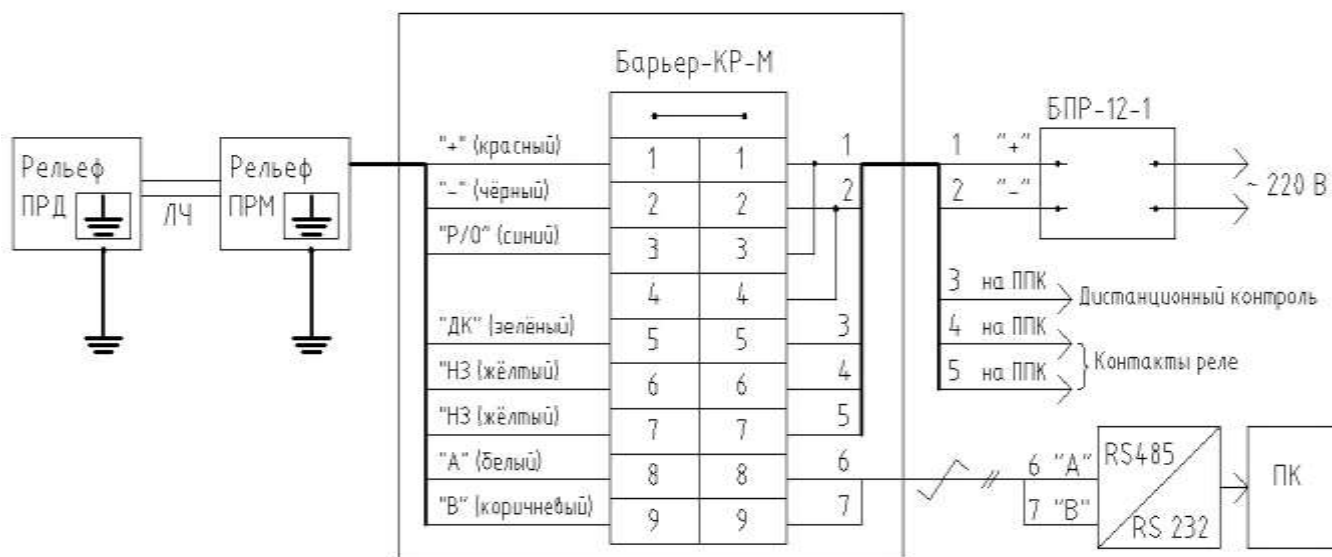 Барьер-КР-М
БПР-12-1
Рельеф
ПРД
ЛЧ
Рельеф
ПРМ
"+" (красный)
"-" (чёрный)
"Р/О" (синий)
"ДК" (зелёный)
"НЗ (жёлтый)
"НЗ (жёлтый)
"А" (белый)
"В" (коричневый)
1 1
2 2
3 3
4 4
5 5
6 6
7 7
8 8
9 9
1
2
3
4
5
6
7
1 "+"
2 "-"
~ 220 В
3 на ППК
Дистанционный контроль
4 на ППК
5 на ППК
Контакты реле
6 "А"
7 "В"
RS485
RS 232
ПК